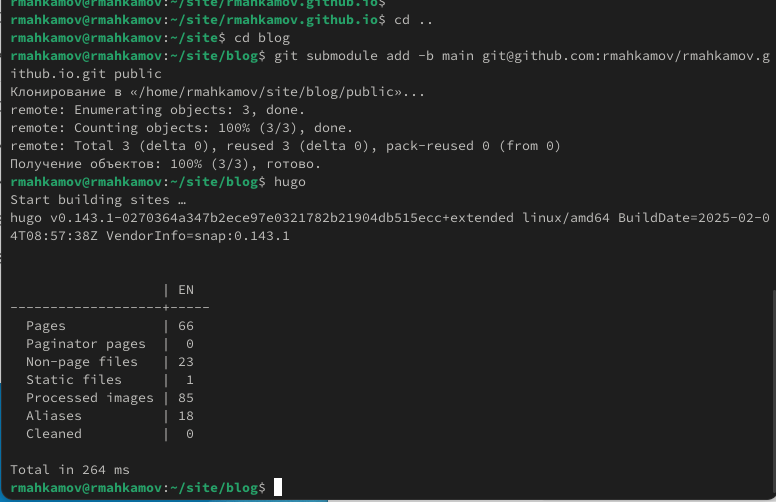 rmahkamov@rmahkamov:~/site/rmahkamov.github.io$
rmahkamov@rmahkamov:~/site/rmahkamov.github.io$ cd ..
rmahkamov@rmahkamov:~/site$ cd blog
rmahkamov@rmahkamov:~/site/blog$ git submodule add -b main git@github.com:rmahkamov/rmahkamov.g
ithub.io.git public
Клонирование в «/home/rmahkamov/site/blog/public»...
remote: Enumerating objects: 3, done.
remote: Counting objects: 100% (3/3), done.
remote: Total 3 (delta 0), reused 3 (delta 0), pack-reused 0 (from 0)
Получение объектов: 100% (3/3), готово.
rmahkamov@rmahkamov:~/site/blog$ hugo
Start building sites …
hugo v0.143.1-0270364a347b2ece97e0321782b21904db515ecc+extended linux/amd64 BuildDate=2025-02-0
4T08:57:38Z VendorInfo=snap:0.143.1
                   | EN
-------------------+-----
  Pages            | 66
  Paginator pages  |  0
  Non-page files   | 23
  Static files     |  1
  Processed images | 85
  Aliases          | 18
  Cleaned          |  0
Total in 264 ms
rmahkamov@rmahkamov:~/site/blog$